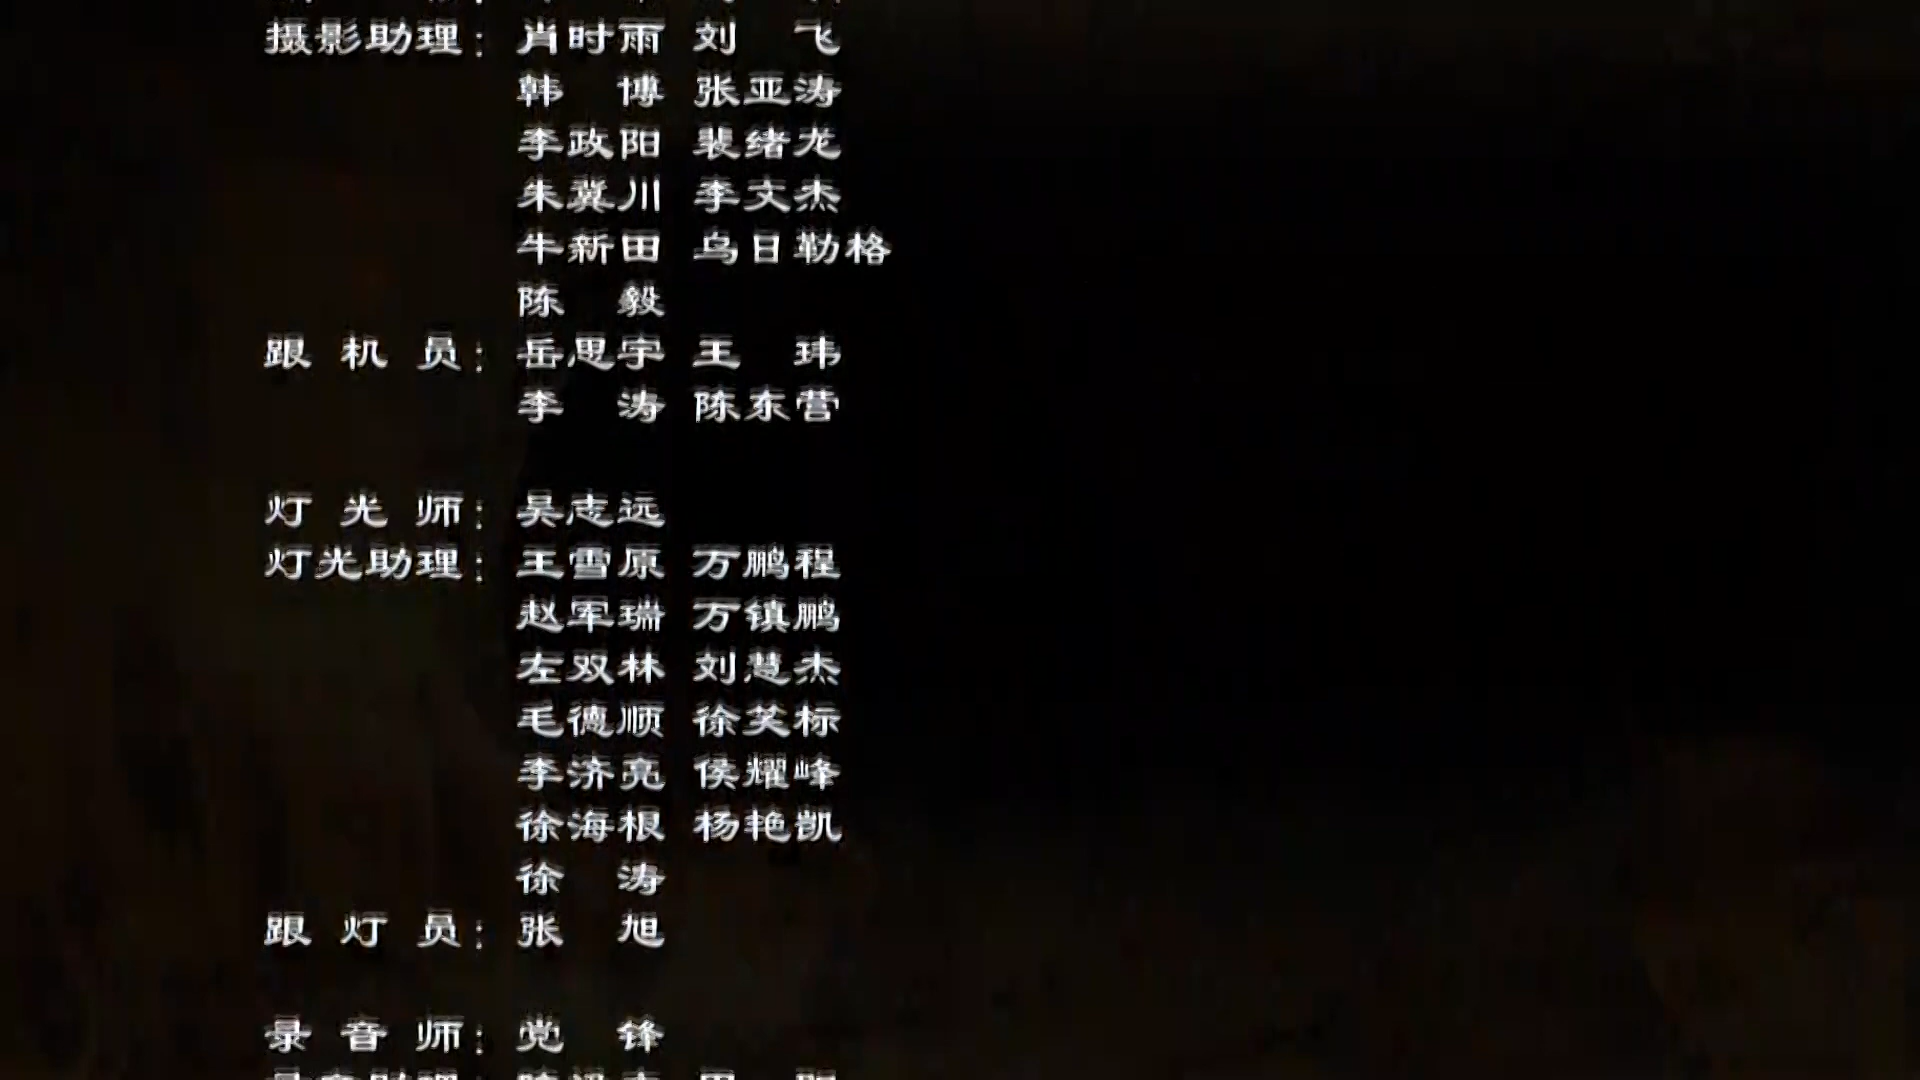 摄影助理：肖时雨 刘　飞
韩　博 张亚涛
李政阳 裴绪龙
朱冀川 李文杰
牛新田 乌日勒格
陈　毅
跟 机 员：岳思宇 王　玮
李　涛 陈东营
灯 光 师：吴志远
灯光助理：王雪原 万鹏程
赵军瑞 万镇鹏
左双林 刘慧杰
毛德顺 徐笑标
李济亮 侯耀峰
徐海根 杨艳凯
徐　涛
跟 灯 员：张　旭
录 音 师：党　锋